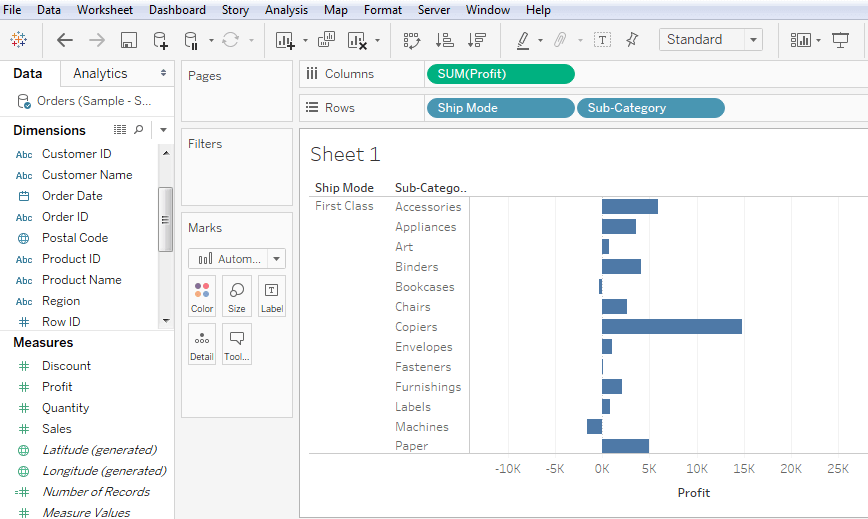 File Data Worksheet Dashboard Story Analysis Map Format Server Window Help
Standard
Data Analytics
Orders (Sample - S...
Dimensions
Abc Customer ID
Abc Customer Name
Order Date
Abc Order ID
Postal Code
Abc Product ID
Abc Product Name
Abc Region
Row ID
Measures
Discount
Profit
Quantity
Sales
Latitude (generated)
Longitude (generated)
Number of Records
Measure Values
Pages
Filters
Marks
Autom...
Color Size Label
Detail Tool...
Columns SUM(Profit)
Rows Ship Mode Sub-Category
Sheet 1
Ship Mode Sub-Catego..
First Class Accessories
Appliances
Art
Binders
Bookcases
Chairs
Copiers
Envelopes
Fasteners
Furnishings
Labels
Machines
Paper
-10K -5K 0K 5K 10K 15K 20K 25K
Profit